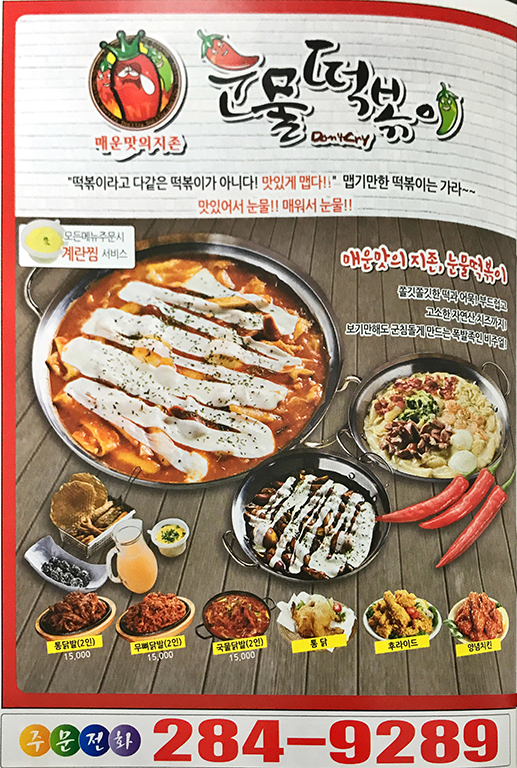 매운맛의지존
눈물떡볶이
Don't Cry
"떡볶이라고 다같은 떡볶이가 아니다! 맛있게 맵다!!" 맵기만한 떡볶이는 가라~~
맛있어서 눈물!! 매워서 눈물!!
모든메뉴주문시
계란찜 서비스
매운맛의 지존, 눈물떡볶이
쫄깃쫄깃한 떡과 어묵! 부드럽고
고소한 자연산치즈까지!
보기만해도 군침돌게 만드는 폭발적인 비주얼!
통닭발(2인)
15,000
무뼈닭발(2인)
15,000
국물닭발(2인)
15,000
통 닭
후라이드
양념치킨
주문전화 284-9289